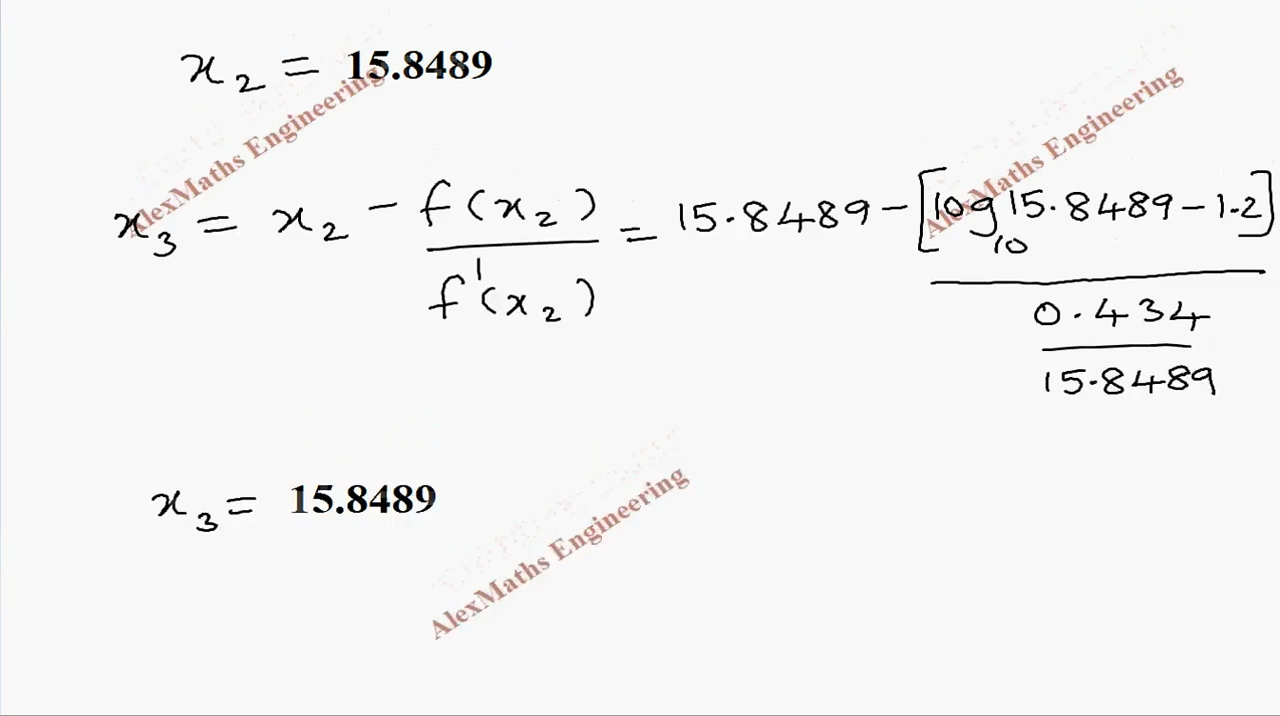 x₂ = 15.8489
AlexMaths Engineering
AlexMaths Engineering
x₃ = x₂ - f(x₂) / f'(x₂) = 15.8489 - [log₁₀ 15.8489 - 1.2] / (0.434 / 15.8489)
x₃ = 15.8489
AlexMaths Engineering